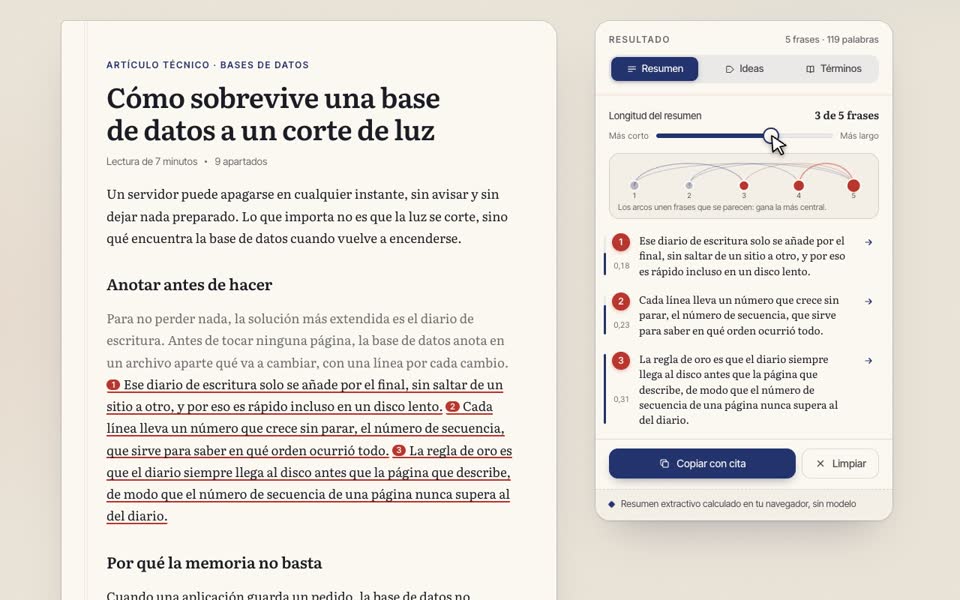 ARTÍCULO TÉCNICO · BASES DE DATOS
Cómo sobrevive una base
de datos a un corte de luz
Lectura de 7 minutos • 9 apartados
Un servidor puede apagarse en cualquier instante, sin avisar y sin
dejar nada preparado. Lo que importa no es que la luz se corte, sino
qué encuentra la base de datos cuando vuelve a encenderse.
Anotar antes de hacer
Para no perder nada, la solución más extendida es el diario de
escritura. Antes de tocar ninguna página, la base de datos anota en
un archivo aparte qué va a cambiar, con una línea por cada cambio.
1 Ese diario de escritura solo se añade por el final, sin saltar de un
sitio a otro, y por eso es rápido incluso en un disco lento. 2 Cada
línea lleva un número que crece sin parar, el número de secuencia,
que sirve para saber en qué orden ocurrió todo. 3 La regla de oro es
que el diario siempre llega al disco antes que la página que describe,
de modo que el número de secuencia de una página nunca supera al
del diario.
Por qué la memoria no basta
Cuando una aplicación guarda un pedido, la base de datos no
RESULTADO
5 frases · 119 palabras
Resumen
Ideas
Términos
Longitud del resumen
3 de 5 frases
Más corto
Más largo
1 2 3 4 5
Los arcos unen frases que se parecen: gana la más central.
1
0,18
Ese diario de escritura solo se añade por el
final, sin saltar de un sitio a otro, y por eso
es rápido incluso en un disco lento.
2
0,23
Cada línea lleva un número que crece sin
parar, el número de secuencia, que sirve
para saber en qué orden ocurrió todo.
3
0,31
La regla de oro es que el diario siempre
llega al disco antes que la página que
describe, de modo que el número de
secuencia de una página nunca supera al
del diario.
Copiar con cita
Limpiar
Resumen extractivo calculado en tu navegador, sin modelo